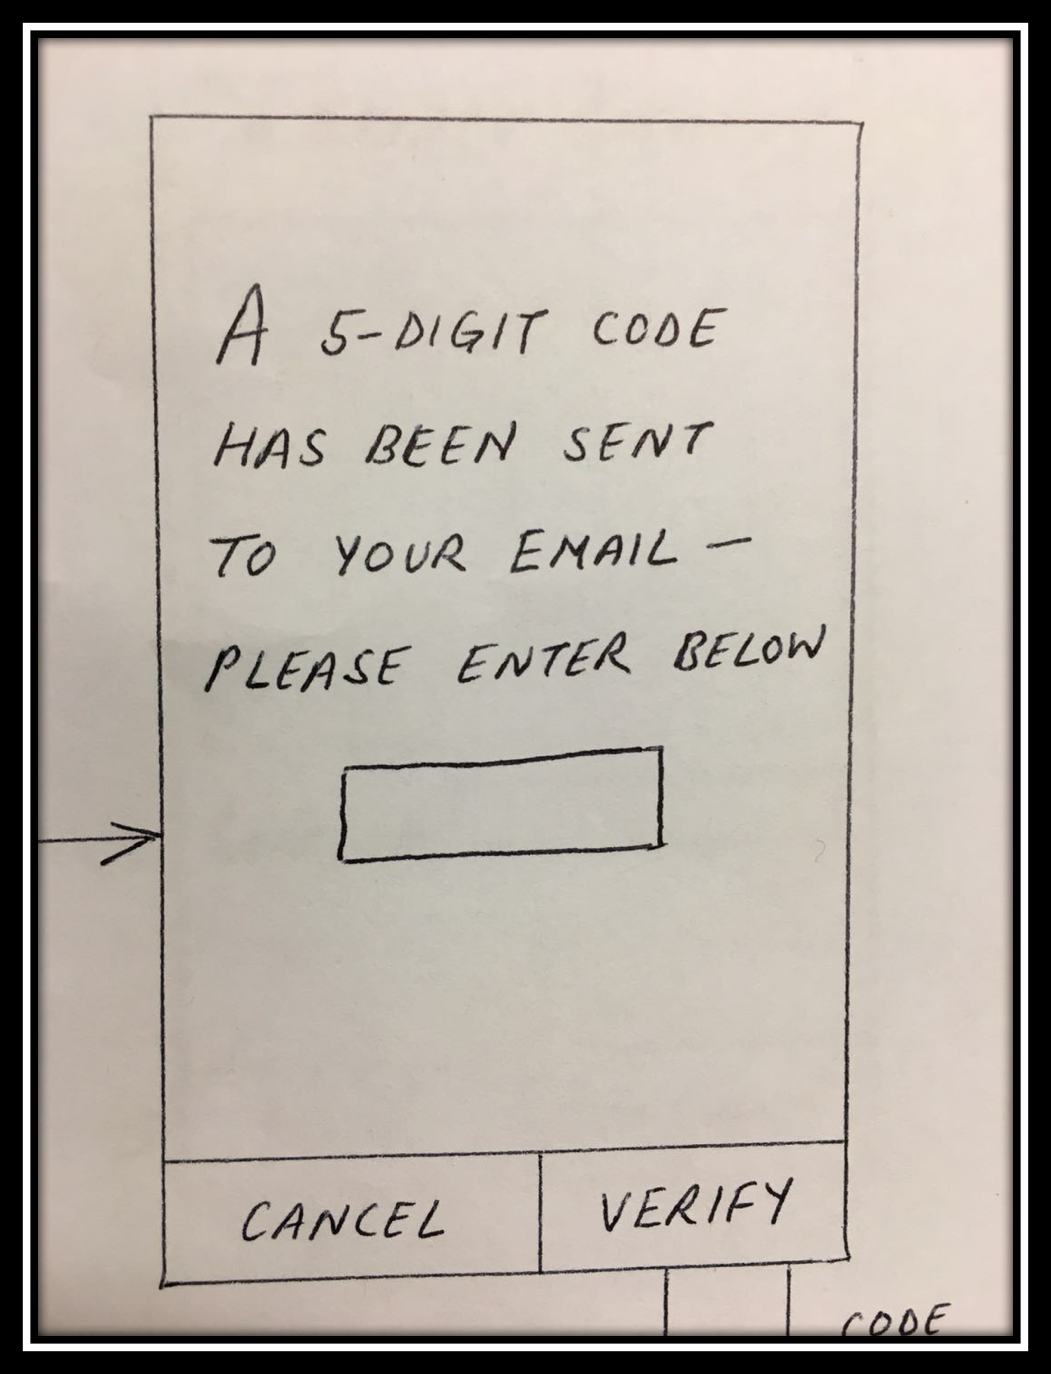 A 5-DIGIT CODE
HAS BEEN SENT
TO YOUR EMAIL —
PLEASE ENTER BELOW
CANCEL VERIFY
CODE